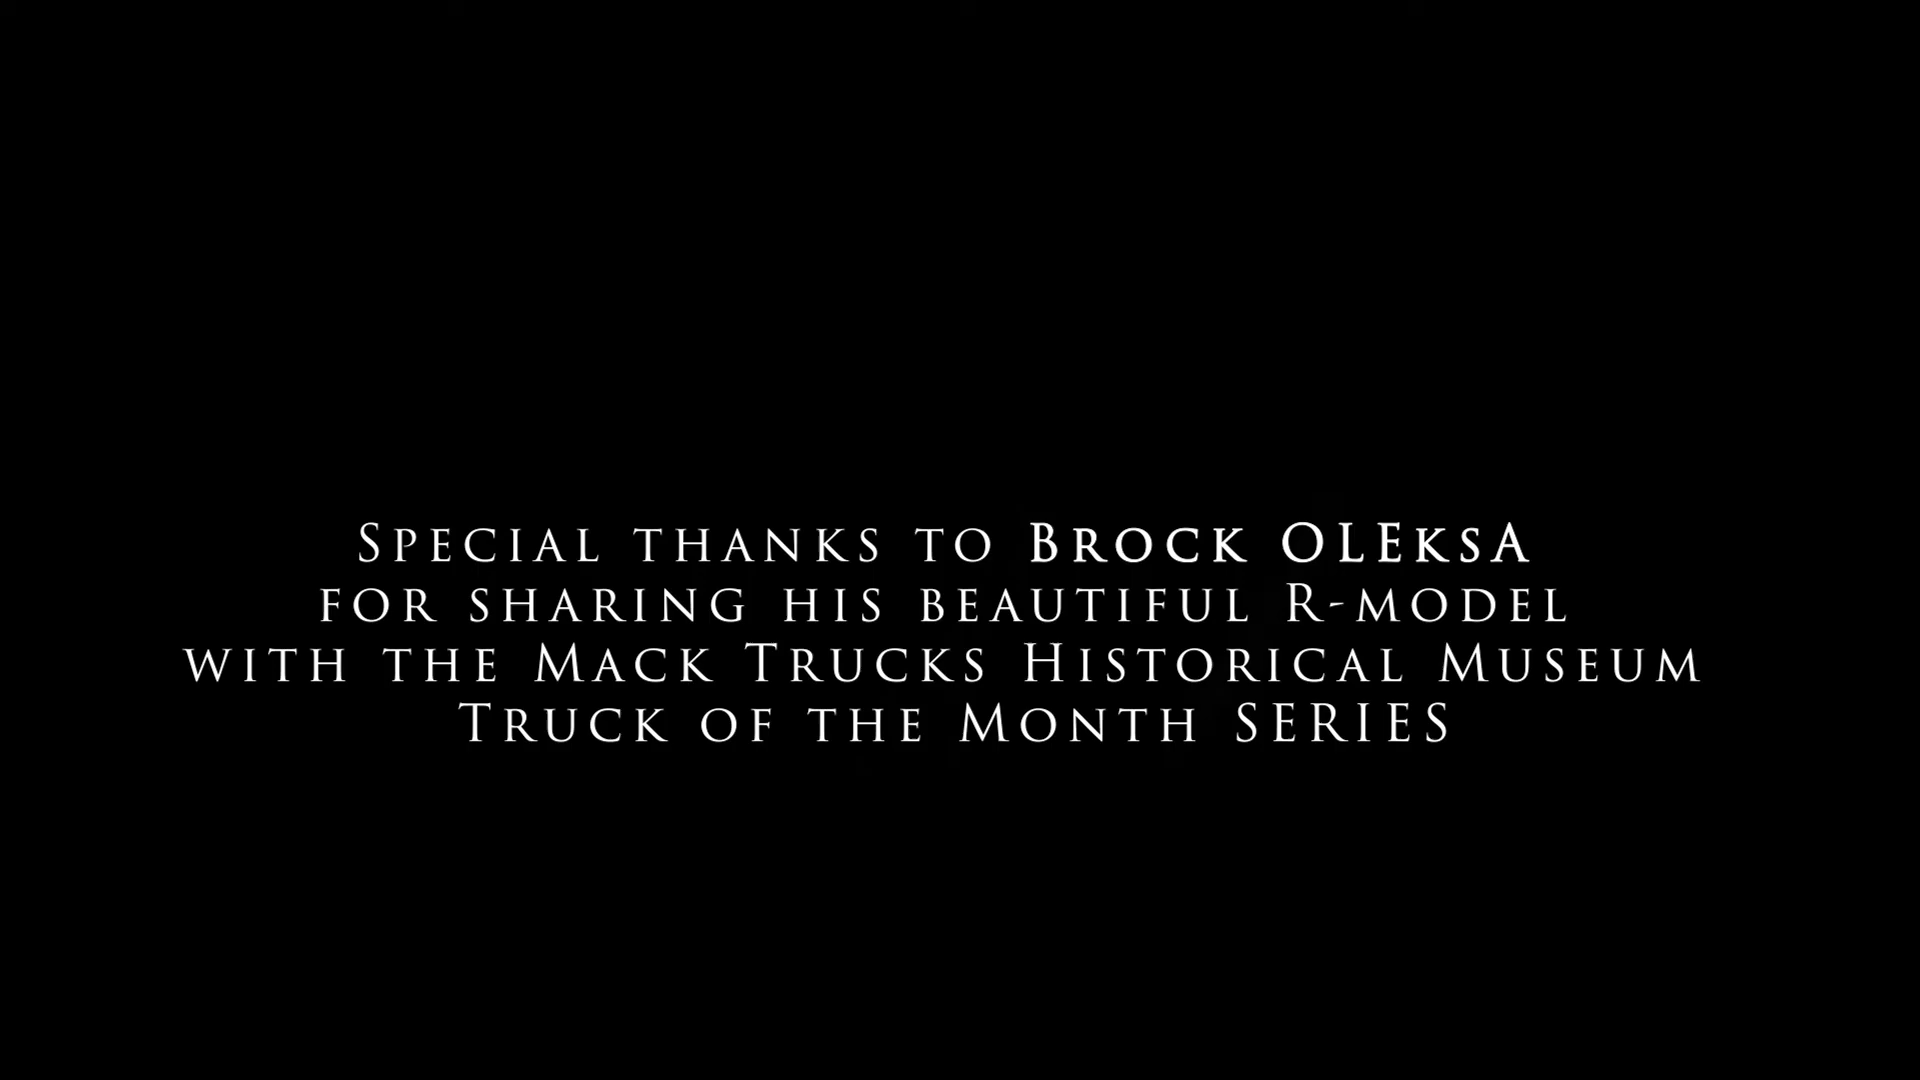 Special thanks to Brock OLEksA
for sharing his beautiful R-model
with the Mack Trucks Historical Museum
Truck of the Month SERIES